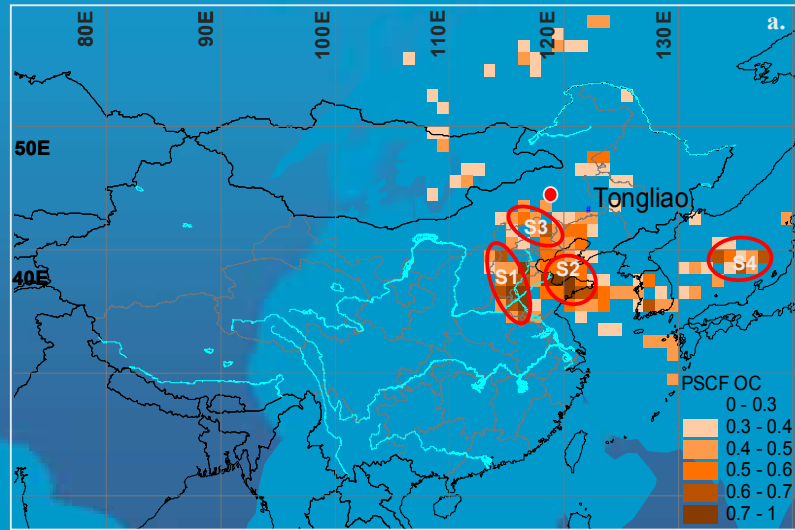 a.
80E
90E
100E
110E
120E
130E
50E
Tongliao
S3
S1
S2
S4
40E
PSCF OC
0 - 0.3
0.3 - 0.4
0.4 - 0.5
0.5 - 0.6
0.6 - 0.7
0.7 - 1